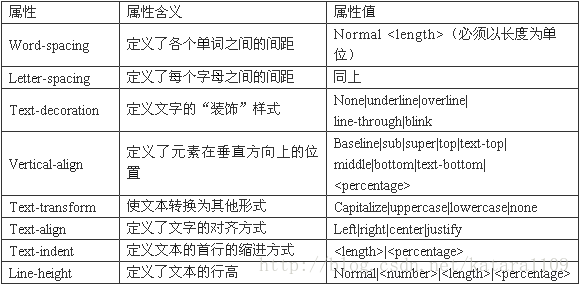 属性 属性含义 属性值
Word-spacing 定义了各个单词之间的间距 Normal <length>（必须以长度为单
位）
Letter-spacing 定义了每个字母之间的间距 同上
Text-decoration 定义文字的“装饰”样式 None|underline|overline|
line-through|blink
Vertical-align 定义了元素在垂直方向上的位
置 Baseline|sub|super|top|text-top|
middle|bottom|text-bottom|
<percentage>
Text-transform 使文本转换为其他形式 Capitalize|uppercase|lowercase|none
Text-align 定义了文字的对齐方式 Left|right|center|justify
Text-indent 定义文本的首行的缩进方式 <length>|<percentage>
Line-height 定义了文本的行高 Normal|<number>|<length>|<percentage>
http://blog.csdn.net/katara1109